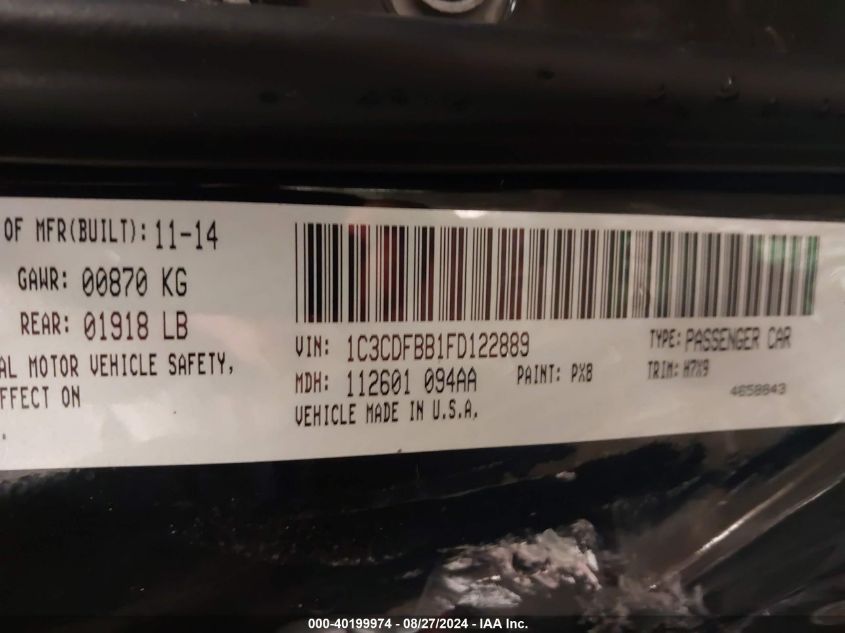 OF MFR(BUILT): 11-14
GAWR: 00870 KG
REAR: 01918 LB
AL MOTOR VEHICLE SAFETY,
FFECT ON
VIN: 1C3CDFBB1FD122889
TYPE: PASSENGER CAR
MDH: 112601 094AA
PAINT: PX8
TRIM: H7X9
VEHICLE MADE IN U.S.A.
000-40199974 - 08/27/2024 - IAA Inc.